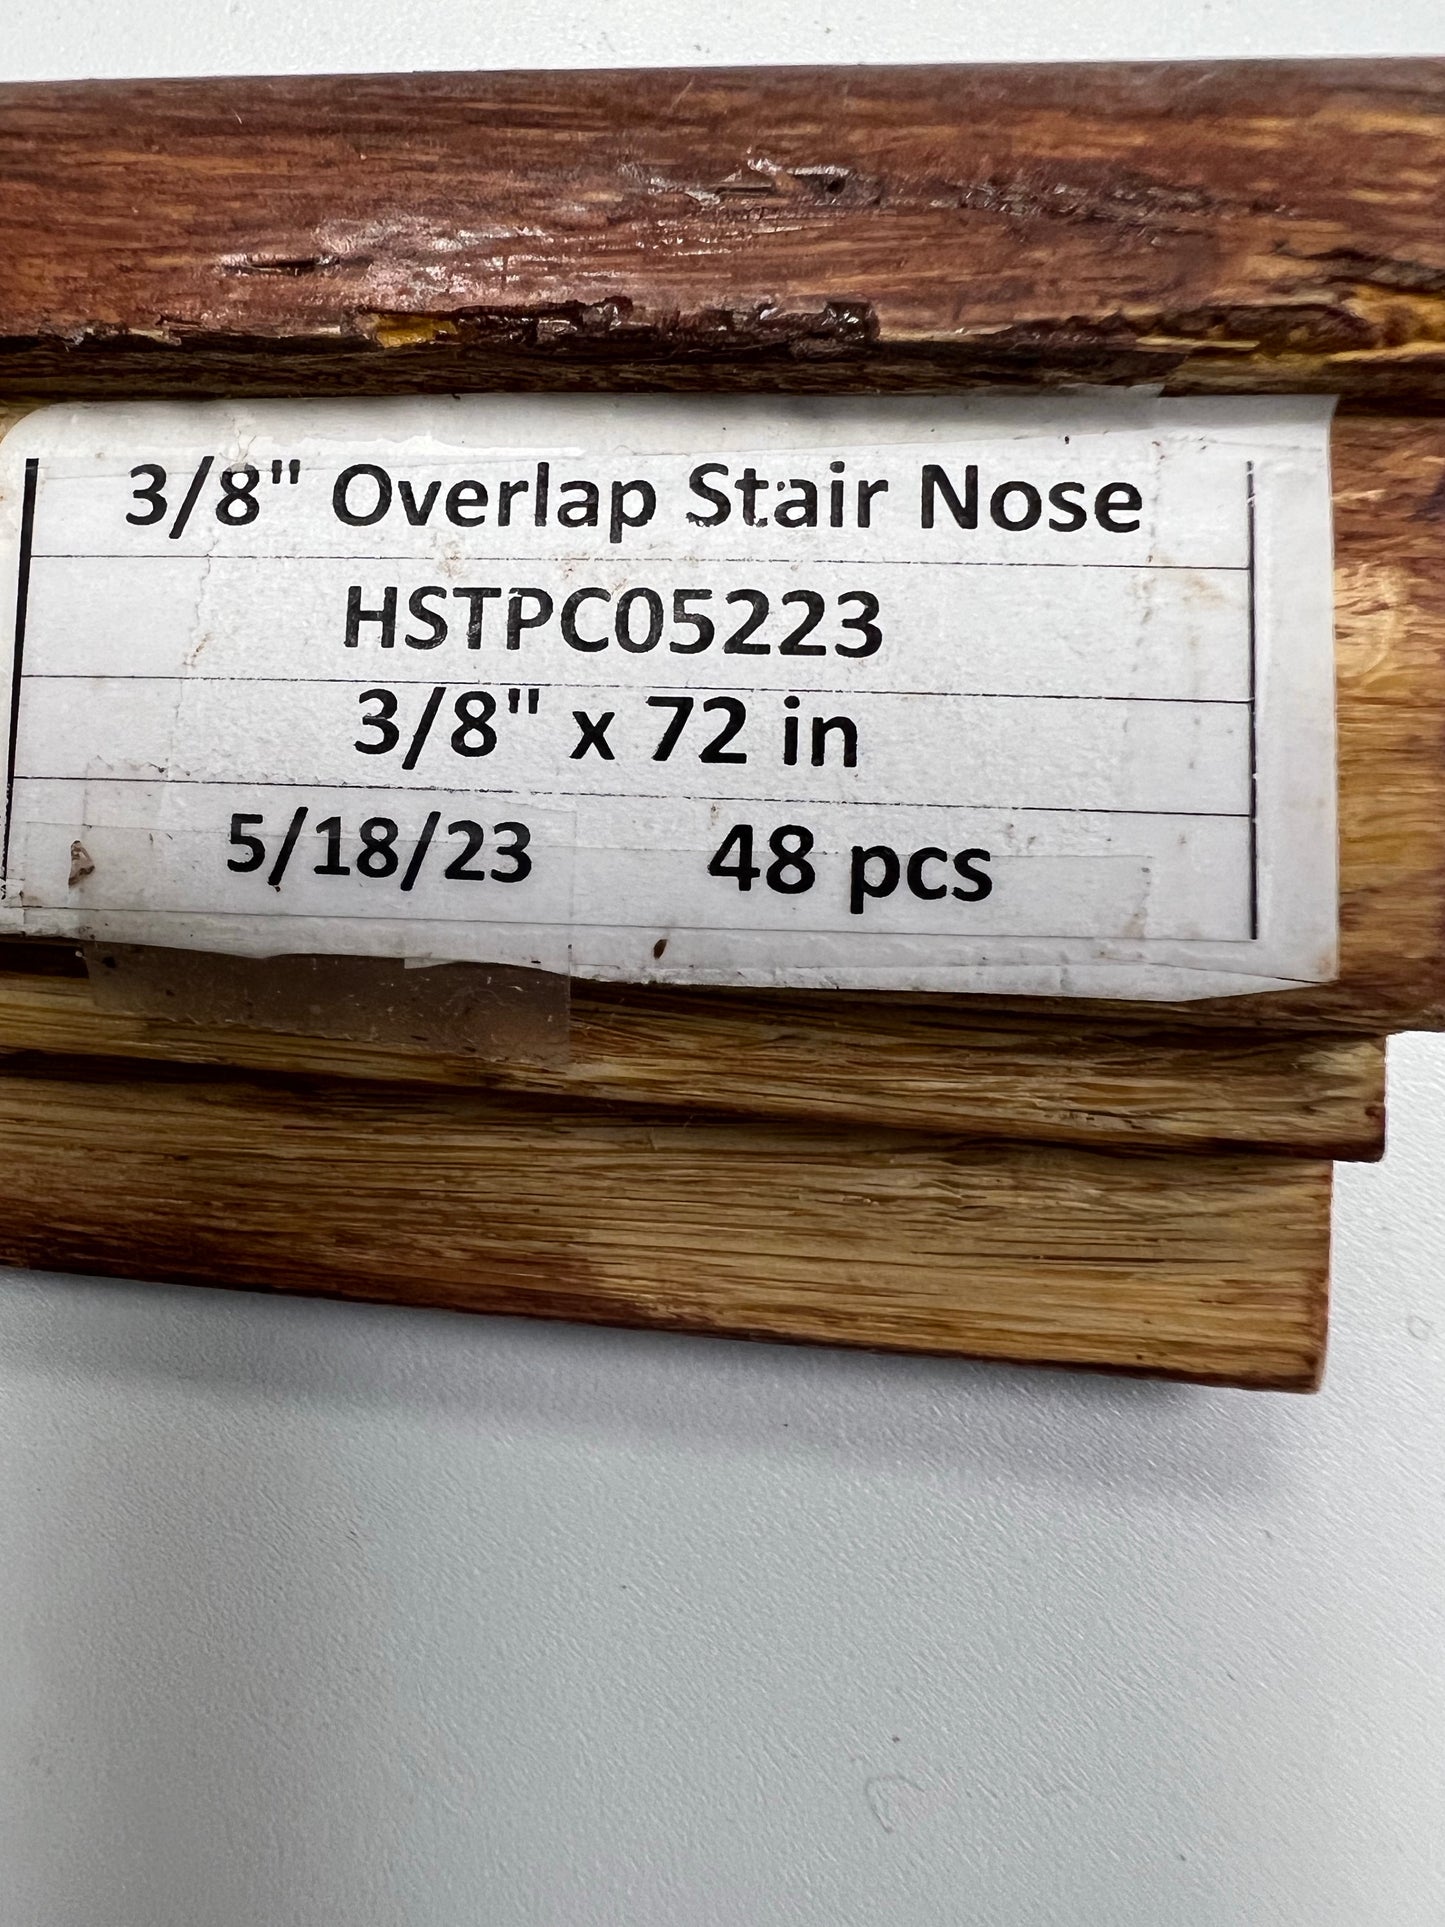 3/8" Overlap Stair Nose
HSTPC05223
3/8" x 72 in
5/18/23 48 pcs